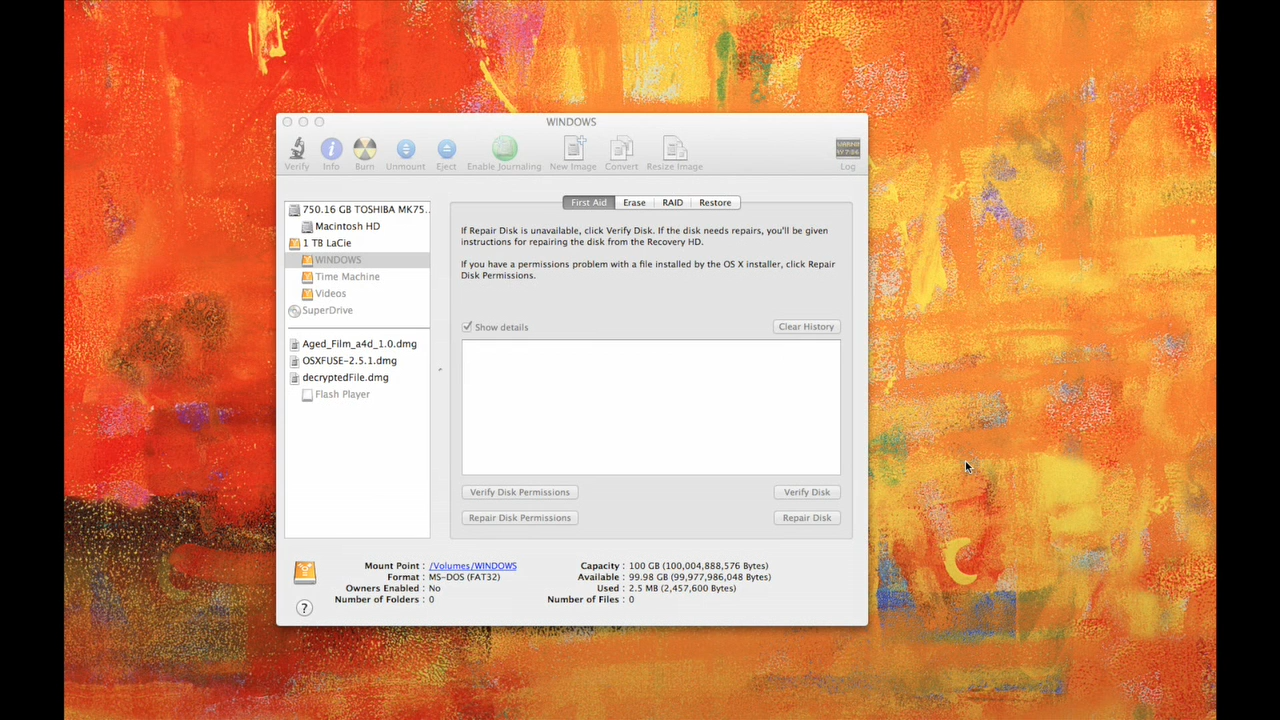 WINDOWS
Verify
Info
Burn
Unmount
Eject
Enable Journaling
New Image
Convert
Resize Image
Log
750.16 GB TOSHIBA MK75...
Macintosh HD
1 TB LaCie
WINDOWS
Time Machine
Videos
SuperDrive
Aged_Film_a4d_1.0.dmg
OSXFUSE-2.5.1.dmg
decryptedFile.dmg
Flash Player
First Aid
Erase
RAID
Restore
If Repair Disk is unavailable, click Verify Disk. If the disk needs repairs, you'll be given
instructions for repairing the disk from the Recovery HD.
If you have a permissions problem with a file installed by the OS X installer, click Repair
Disk Permissions.
Show details
Clear History
Verify Disk Permissions
Verify Disk
Repair Disk Permissions
Repair Disk
Mount Point : /Volumes/WINDOWS
Format : MS-DOS (FAT32)
Owners Enabled : No
Number of Folders : 0
Capacity : 100 GB (100,004,888,576 Bytes)
Available : 99.98 GB (99,977,986,048 Bytes)
Used : 2.5 MB (2,457,600 Bytes)
Number of Files : 0
?